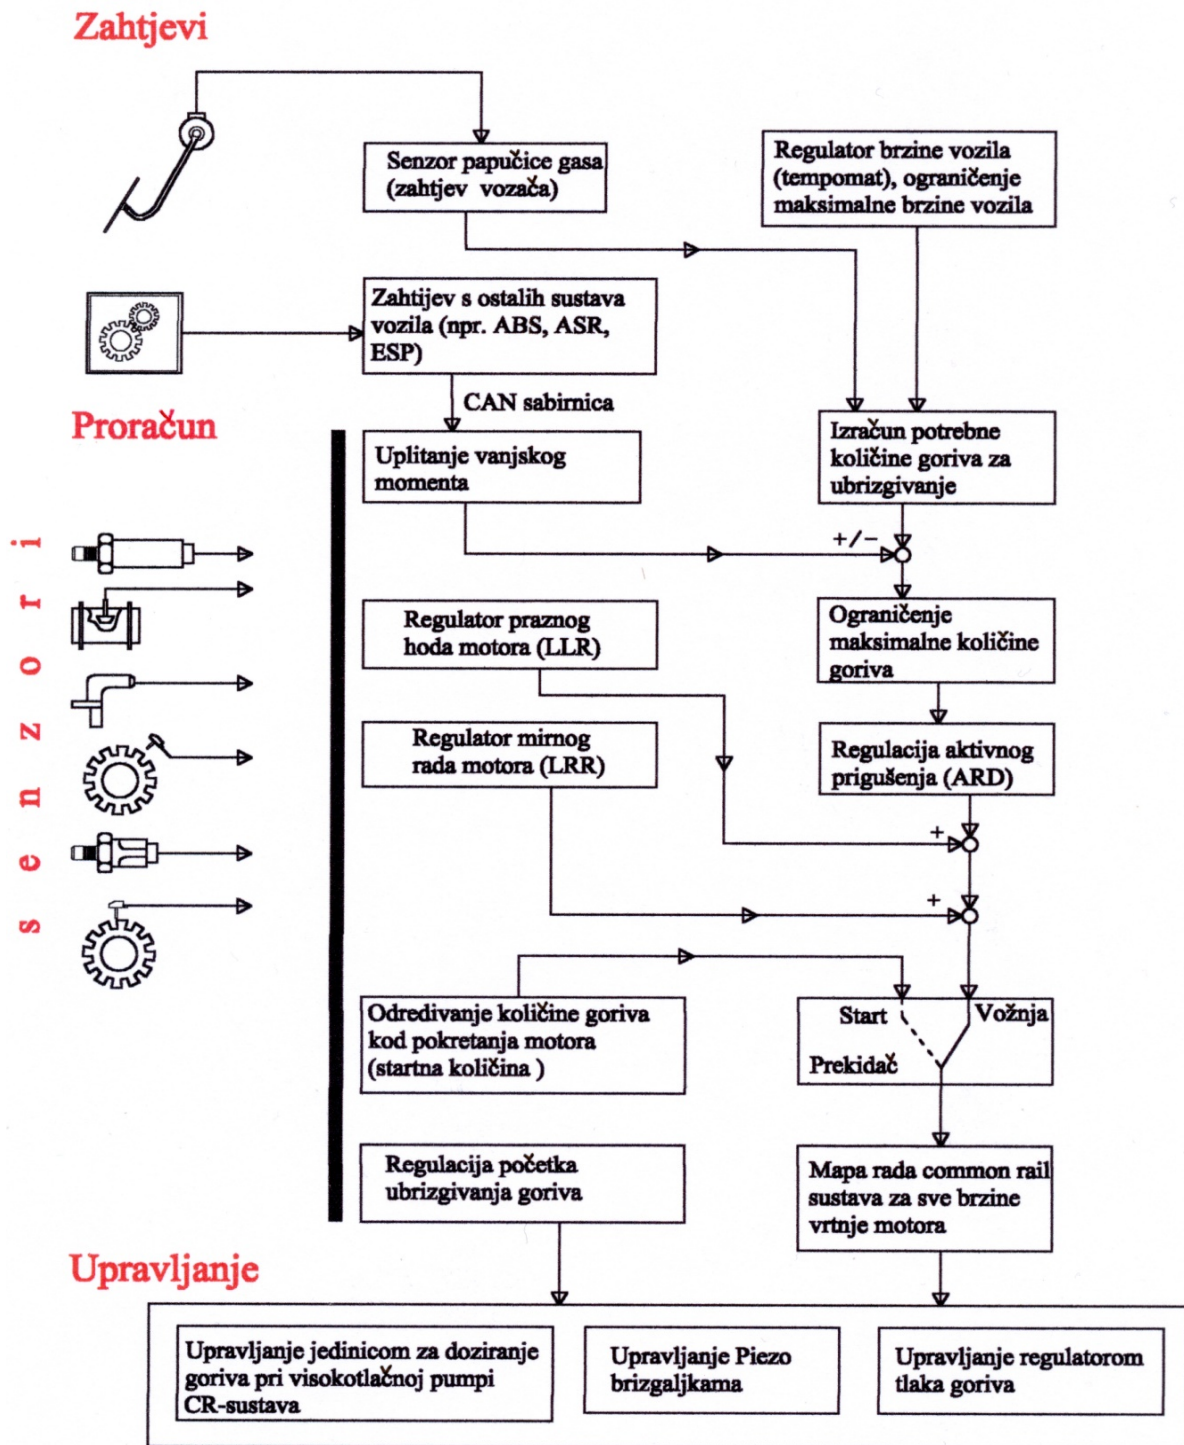 Zahtjevi
Senzor papučice gasa
(zahtjev vozača)
Regulator brzine vozila
(tempomat), ograničenje
maksimalne brzine vozila
Zahtijev s ostalih sustava
vozila (npr. ABS, ASR,
ESP)
CAN sabirnica
Proračun
Uplitanje vanjskog
momenta
Izračun potrebne
količine goriva za
ubrizgivanje
+/-
senzori
Regulator praznog
hoda motora (LLR)
Ograničenje
maksimalne količine
goriva
Regulator mirnog
rada motora (LRR)
Regulacija aktivnog
prigušenja (ARD)
+
+
Odredivanje količine goriva
kod pokretanja motora
(startna količina )
Start
Vožnja
Prekidač
Regulacija početka
ubrizgivanja goriva
Mapa rada common rail
sustava za sve brzine
vrtnje motora
Upravljanje
Upravljanje jedinicom za doziranje
goriva pri visokotlačnoj pumpi
CR-sustava
Upravljanje Piezo
brizgaljkama
Upravljanje regulatorom
tlaka goriva